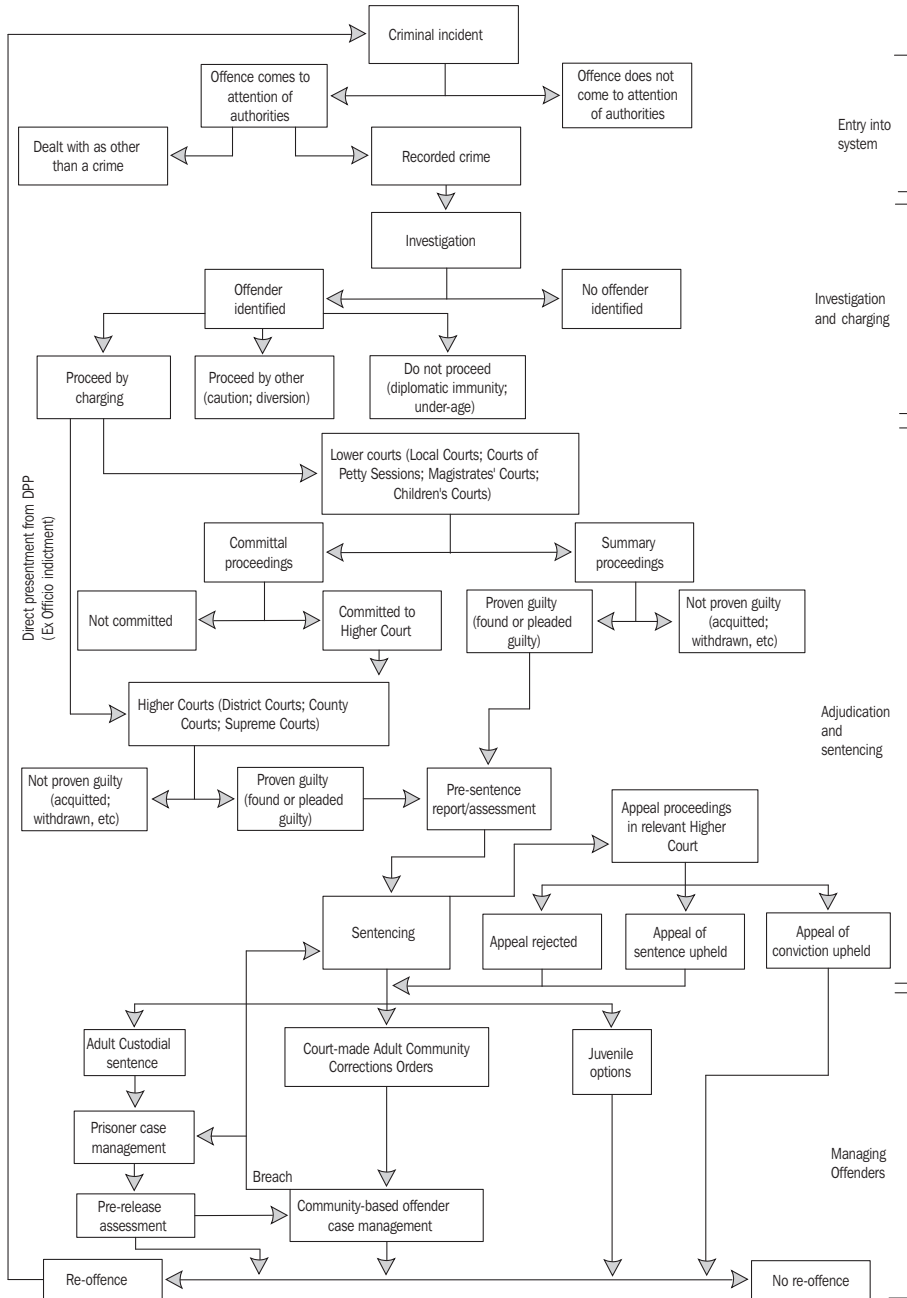 Criminal incident
Offence comes to
attention of
authorities
Offence does not
come to attention
of authorities
Entry into
system
Dealt with as other
than a crime
Recorded crime
Investigation
Offender
identified
No offender
identified
Investigation
and charging
Proceed by
charging
Proceed by other
(caution; diversion)
Do not proceed
(diplomatic immunity;
under-age)
Direct presentment from DPP
(Ex Officio indictment)
Lower courts (Local Courts; Courts of
Petty Sessions; Magistrates' Courts;
Children's Courts)
Committal
proceedings
Summary
proceedings
Not committed
Committed to
Higher Court
Proven guilty
(found or pleaded
guilty)
Not proven guilty
(acquitted;
withdrawn, etc)
Higher Courts (District Courts; County
Courts; Supreme Courts)
Adjudication
and
sentencing
Not proven guilty
(acquitted;
withdrawn, etc)
Proven guilty
(found or pleaded
guilty)
Pre-sentence
report/assessment
Appeal proceedings
in relevant Higher
Court
Sentencing
Appeal rejected
Appeal of
sentence upheld
Appeal of
conviction upheld
Adult Custodial
sentence
Court-made Adult Community
Corrections Orders
Juvenile
options
Prisoner case
management
Managing
Offenders
Breach
Pre-release
assessment
Community-based offender
case management
Re-offence
No re-offence